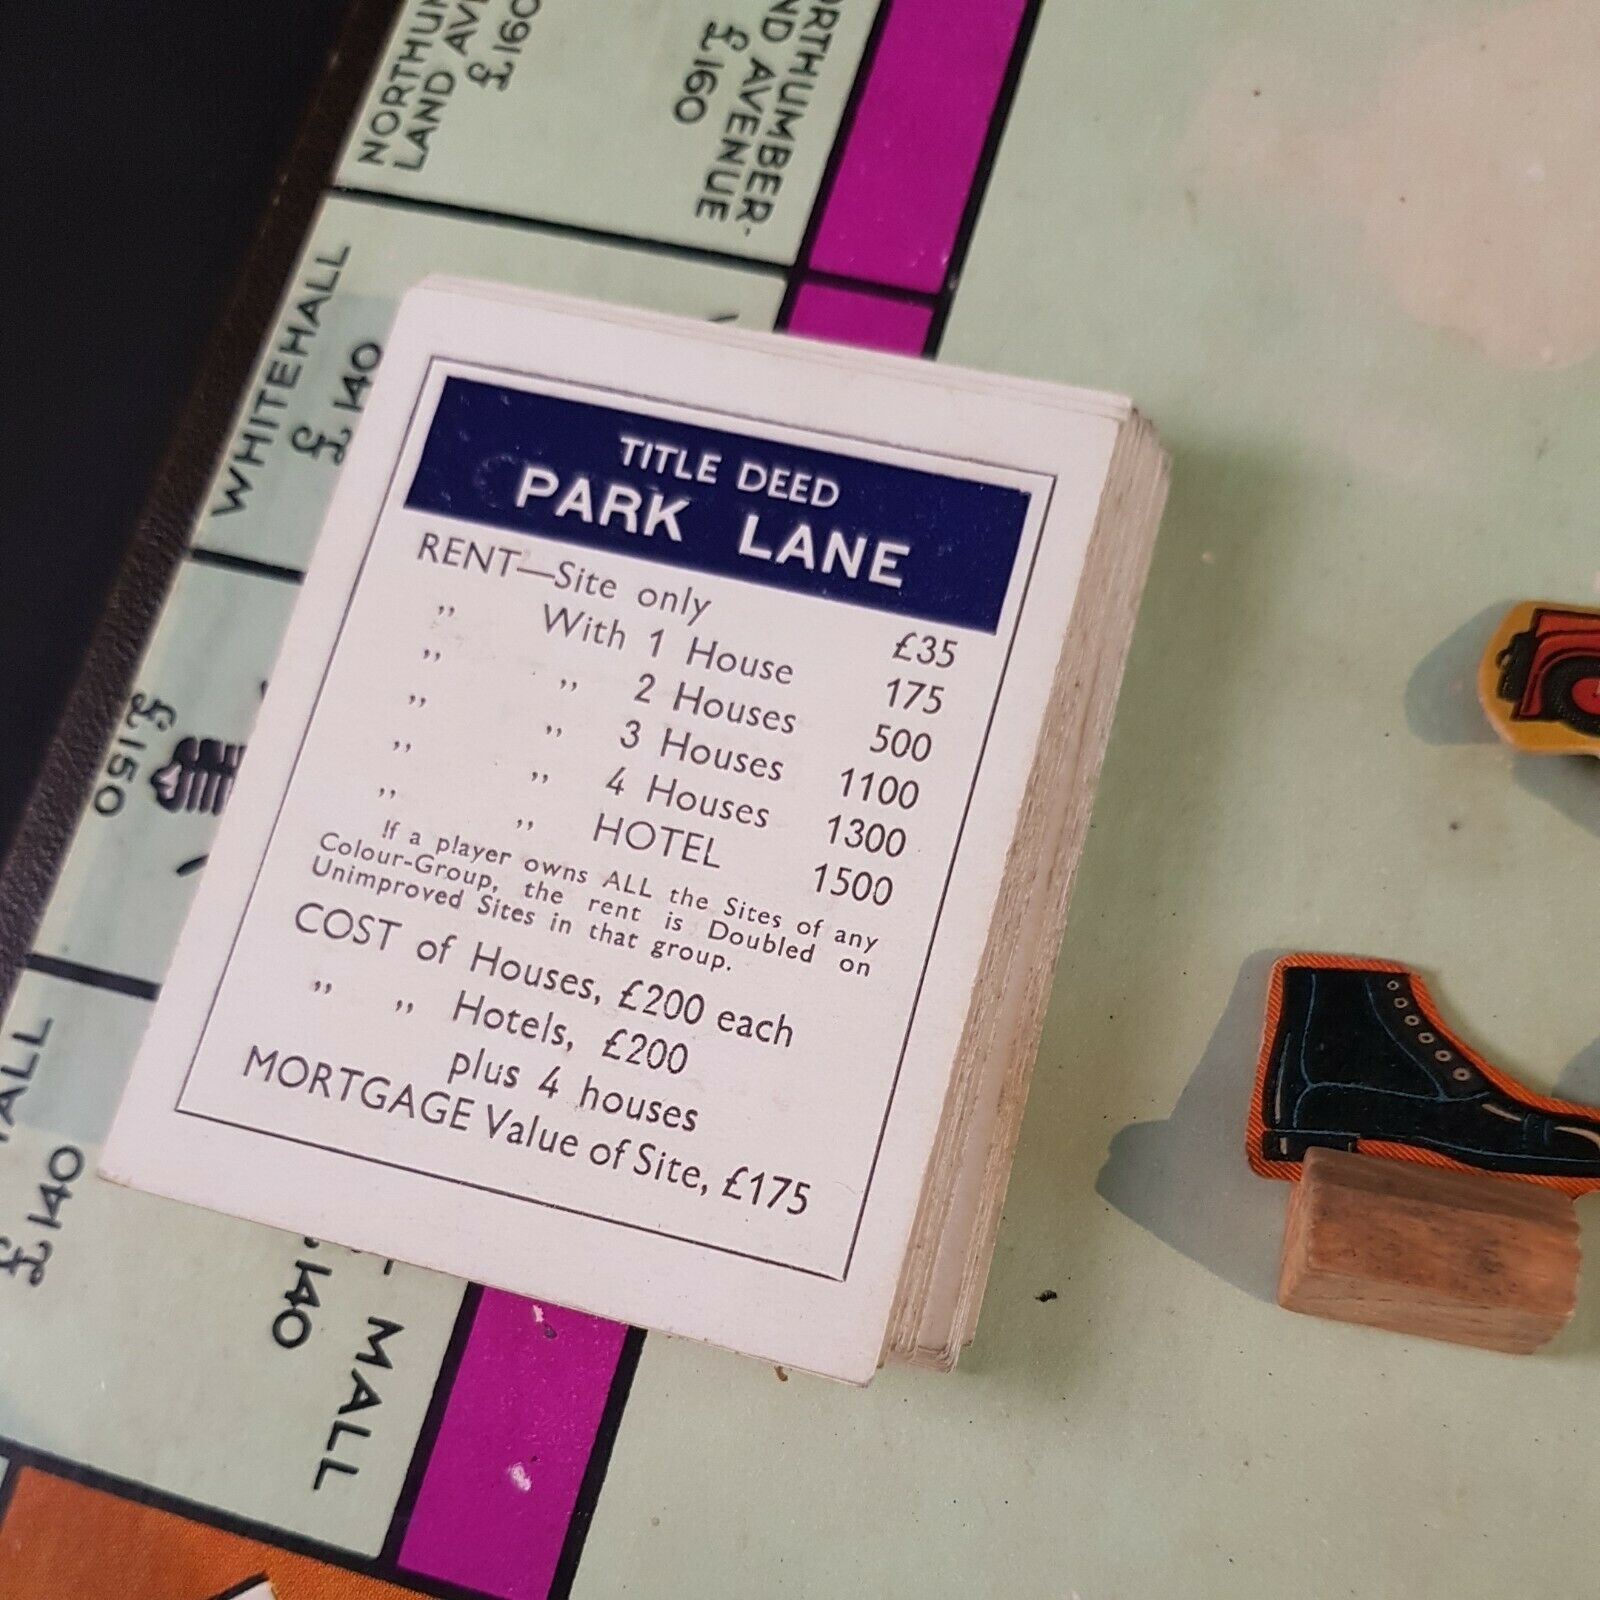 NORTHUM
LAND AV
£160
NORTHUMBER-
LAND AVENUE
£160
WHITEHALL
£140
£150
TITLE DEED
PARK LANE
RENT—Site only £35
„ With 1 House 175
„ „ 2 Houses 500
„ „ 3 Houses 1100
„ „ 4 Houses 1300
„ „ HOTEL 1500
If a player owns ALL the Sites of any
Colour-Group, the rent is Doubled on
Unimproved Sites in that group.
COST of Houses, £200 each
„ „ Hotels, £200
plus 4 houses
MORTGAGE Value of Site, £175
ALL
£140
MALL
140